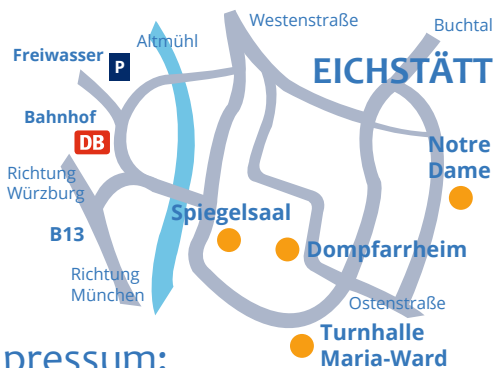 Westenstraße
Buchtal
Altmühl
Freiwasser
P
EICHSTÄTT
Bahnhof
DB
Notre
Dame
Richtung
Würzburg
Spiegelsaal
B13
Dompfarrheim
Richtung
München
Ostenstraße
Turnhalle
Maria-Ward
pressum: